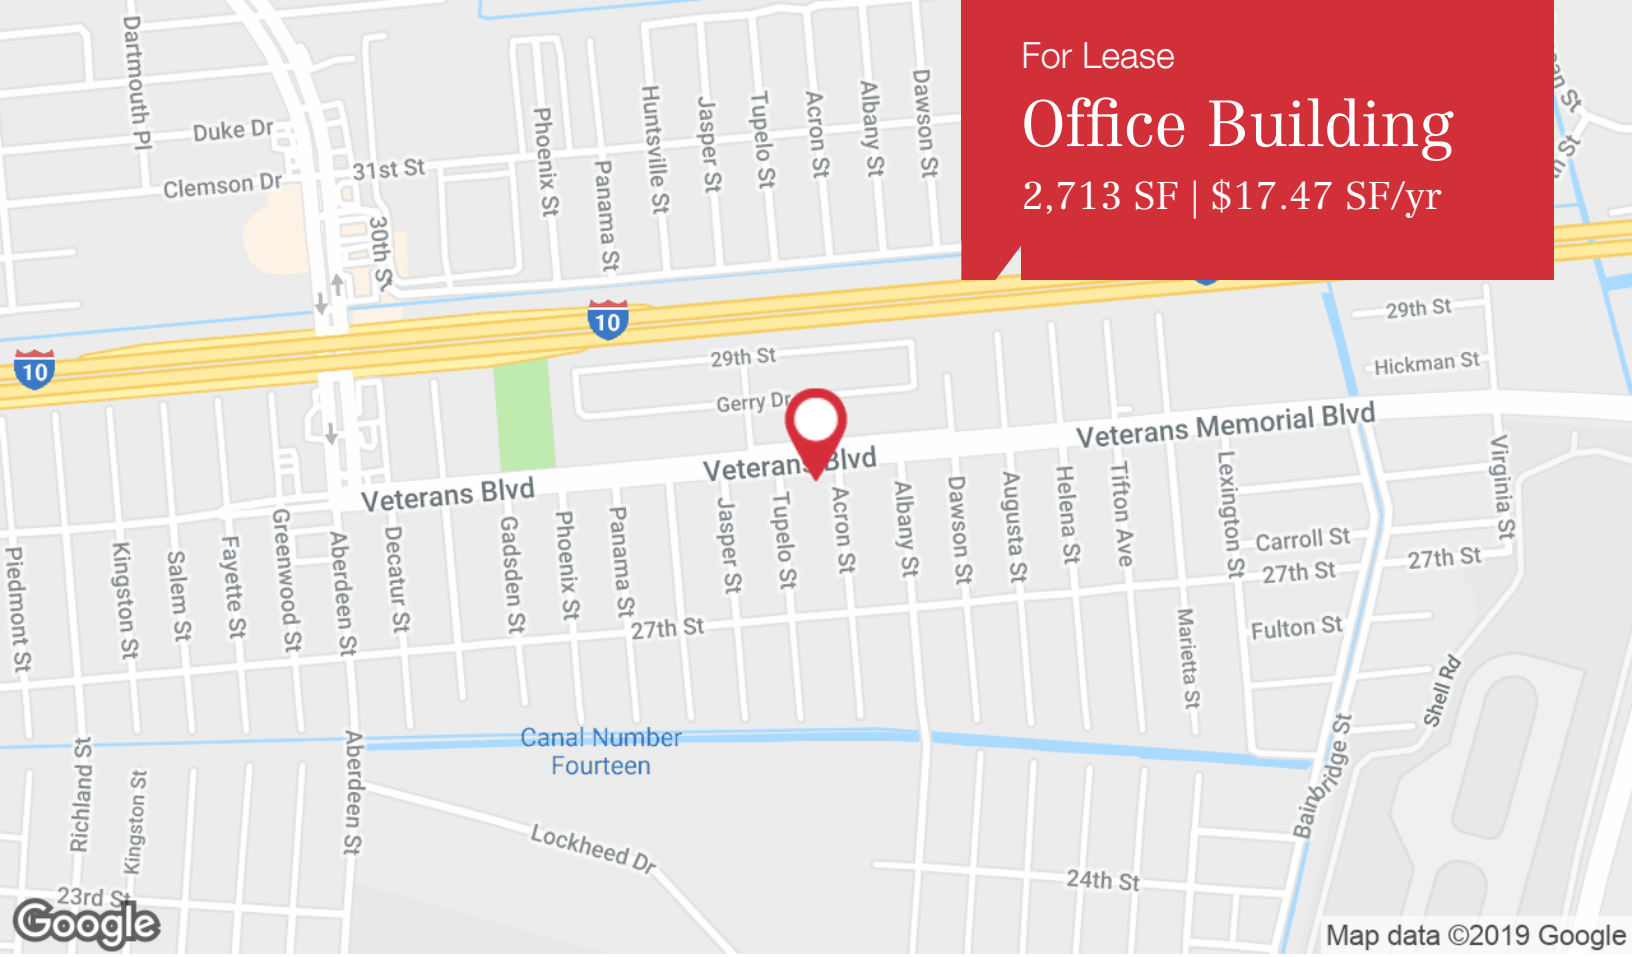 For Lease
Office Building
2,713 SF | $17.47 SF/yr
Dartmouth Pl
Duke Dr
Clemson Dr
31st St
30th St
Phoenix St
Panama St
Huntsville St
Jasper St
Tupelo St
Acron St
Albany St
Dawson St
an St
n St
10
10
29th St
Gerry Dr
29th St
Hickman St
Veterans Memorial Blvd
Veterans Blvd
Veterans Blvd
Piedmont St
Kingston St
Salem St
Fayette St
Greenwood St
Aberdeen St
Decatur St
Gadsden St
Phoenix St
Panama St
Jasper St
Tupelo St
Acron St
Albany St
Dawson St
Augusta St
Helena St
Tifton Ave
Lexington St
Virginia St
Carroll St
27th St
27th St
27th St
Fulton St
Marietta St
Shell Rd
Bainbridge St
Canal Number
Fourteen
Richland St
Kingston St
Aberdeen St
Lockheed Dr
24th St
23rd St
Google
Map data ©2019 Google